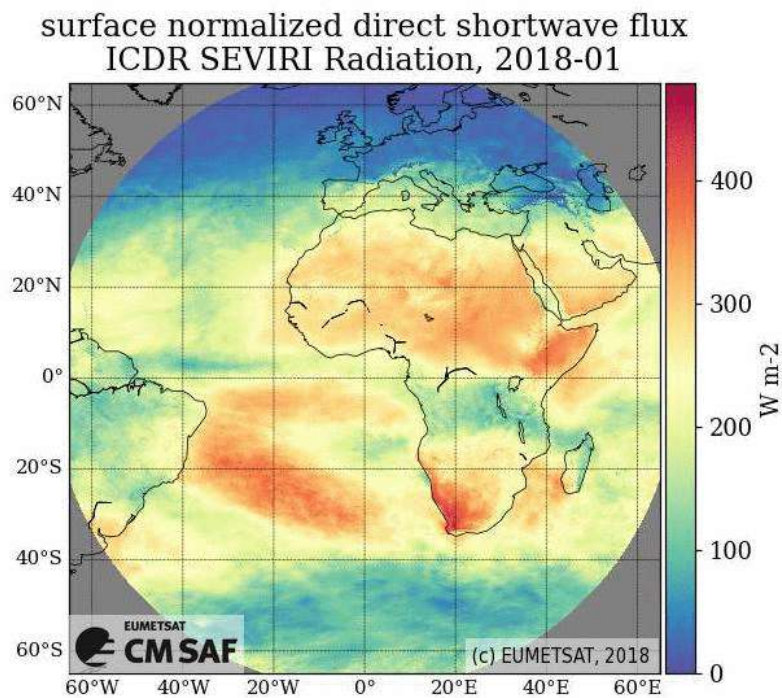 surface normalized direct shortwave flux
ICDR SEVIRI Radiation, 2018-01
60°N
40°N
20°N
0°
20°S
40°S
60°S
60°W 40°W 20°W 0° 20°E 40°E 60°E
400
300
200
100
0
W m-2
EUMETSAT
CM SAF
(c) EUMETSAT, 2018